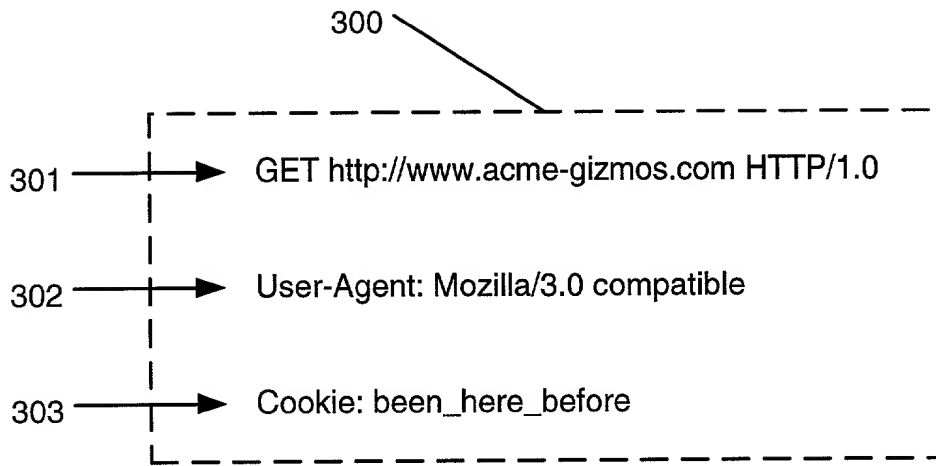 300
301 GET http://www.acme-gizmos.com HTTP/1.0
302 User-Agent: Mozilla/3.0 compatible
303 Cookie: been_here_before